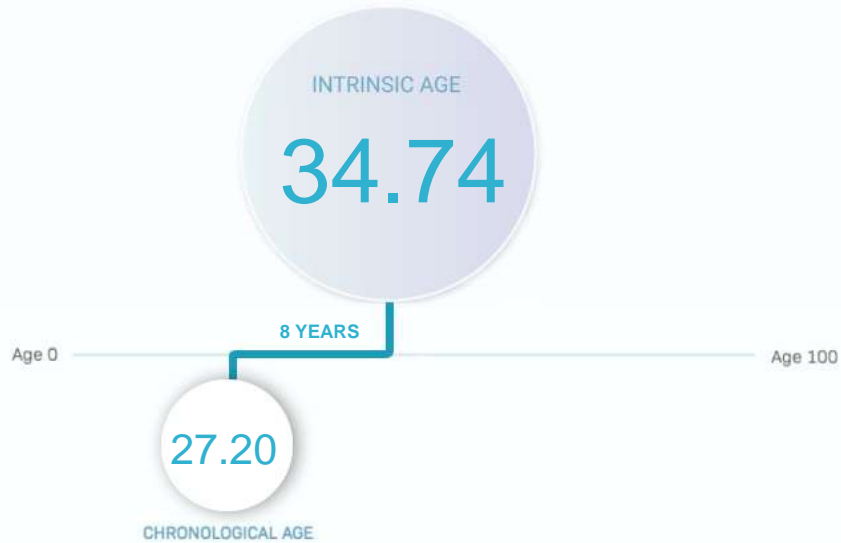 INTRINSIC AGE
34.74
8 YEARS
Age 0
Age 100
27.20
CHRONOLOGICAL AGE